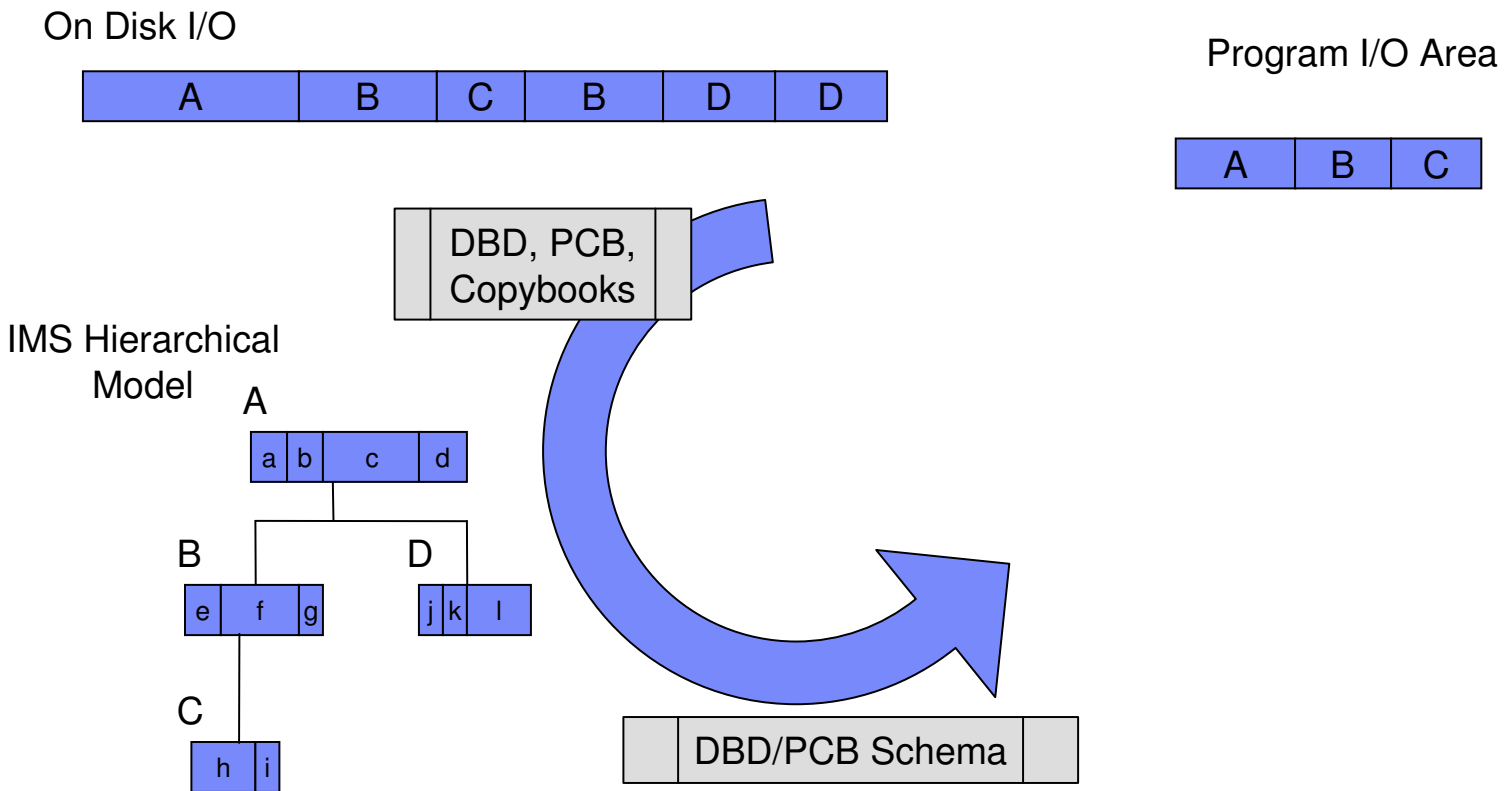 On Disk I/O
Program I/O Area
A B C B D D
A B C
DBD, PCB,
Copybooks
IMS Hierarchical
Model
A
a b c d
B
D
e f g
j k l
C
h i
DBD/PCB Schema